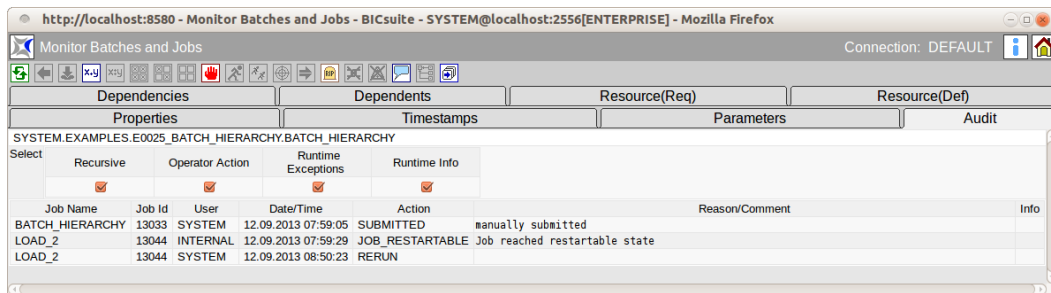 http://localhost:8580 - Monitor Batches and Jobs - BICsuite - SYSTEM@localhost:2556[ENTERPRISE] - Mozilla Firefox
Monitor Batches and Jobs Connection: DEFAULT
x,y x:y RIP
Dependencies Dependents Resource(Req) Resource(Def)
Properties Timestamps Parameters Audit
SYSTEM.EXAMPLES.E0025_BATCH_HIERARCHY.BATCH_HIERARCHY
Select Recursive Operator Action Runtime Exceptions Runtime Info
Job Name Job Id User Date/Time Action Reason/Comment Info
BATCH_HIERARCHY 13033 SYSTEM 12.09.2013 07:59:05 SUBMITTED manually submitted
LOAD_2 13044 INTERNAL 12.09.2013 07:59:29 JOB_RESTARTABLE Job reached restartable state
LOAD_2 13044 SYSTEM 12.09.2013 08:50:23 RERUN